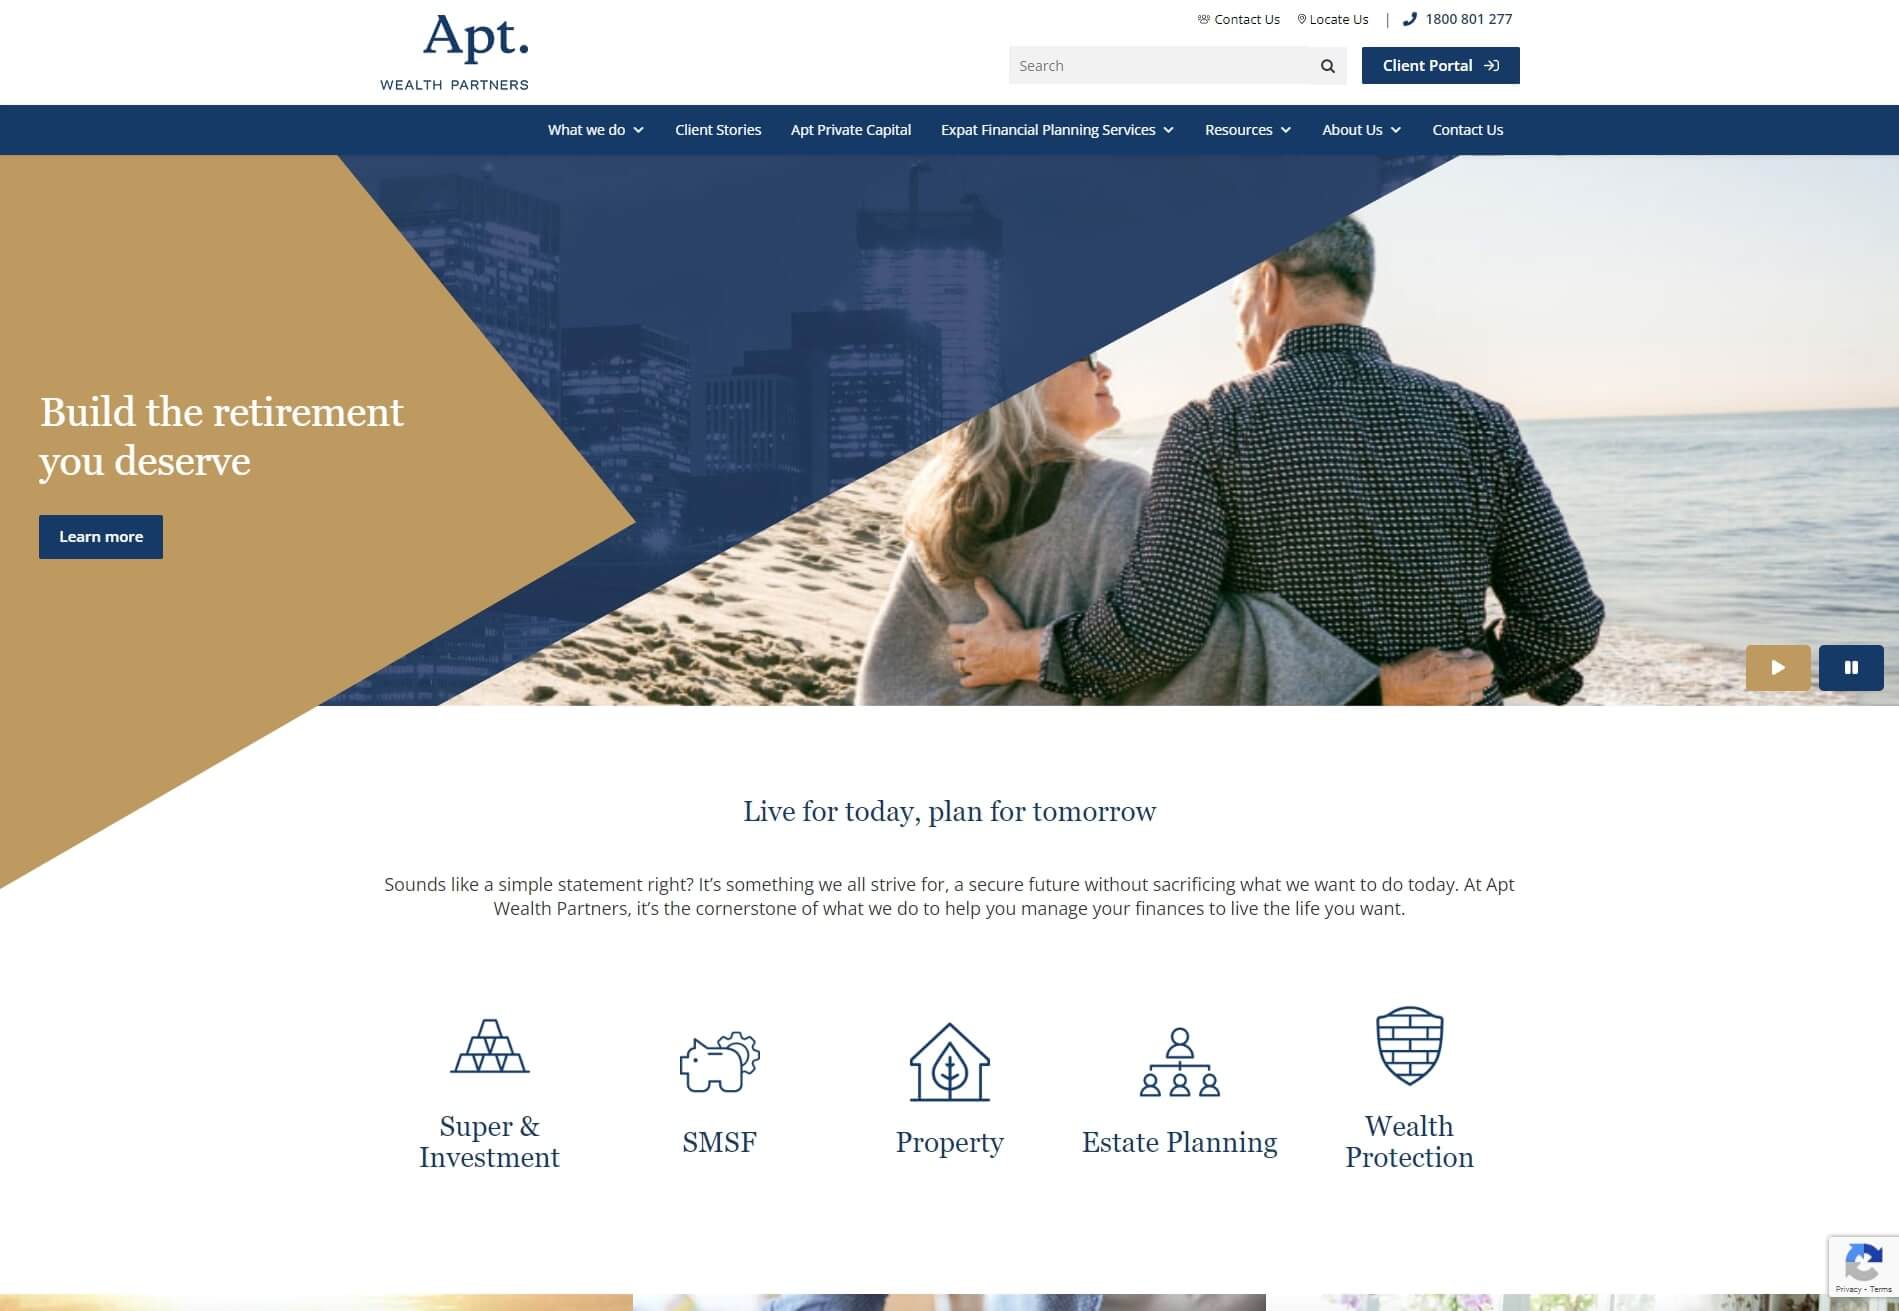 Apt.
WEALTH PARTNERS
Contact Us
Locate Us
1800 801 277
Search
Client Portal
What we do
Client Stories
Apt Private Capital
Expat Financial Planning Services
Resources
About Us
Contact Us
Build the retirement
you deserve
Learn more
Live for today, plan for tomorrow
Sounds like a simple statement right? It’s something we all strive for, a secure future without sacrificing what we want to do today. At Apt
Wealth Partners, it’s the cornerstone of what we do to help you manage your finances to live the life you want.
Super &
Investment
SMSF
Property
Estate Planning
Wealth
Protection
Privacy - Terms